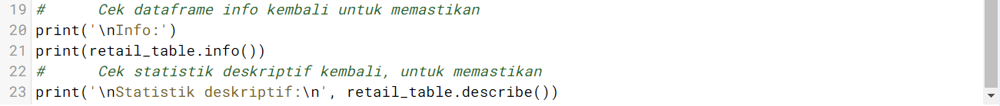 19 #      Cek dataframe info kembali untuk memastikan
20 print('\nInfo:')
21 print(retail_table.info())
22 #      Cek statistik deskriptif kembali, untuk memastikan
23 print('\nStatistik deskriptif:\n', retail_table.describe())